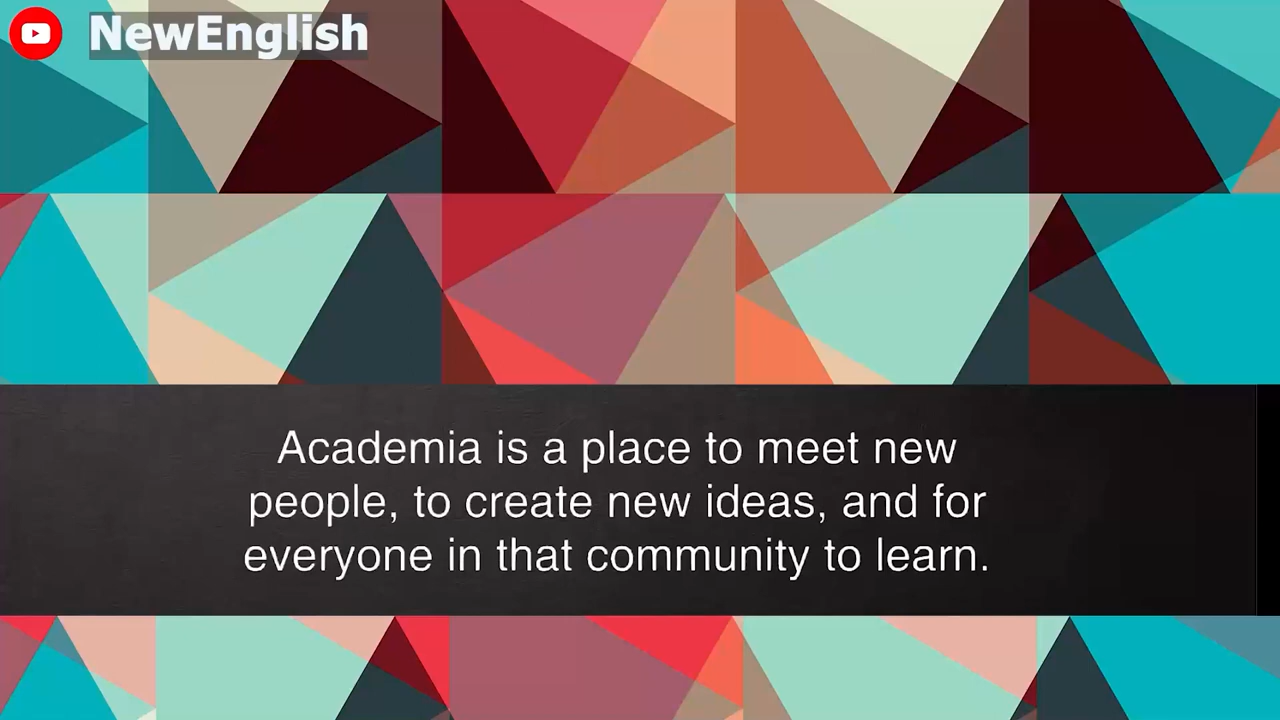 NewEnglish
Academia is a place to meet new
people, to create new ideas, and for
everyone in that community to learn.